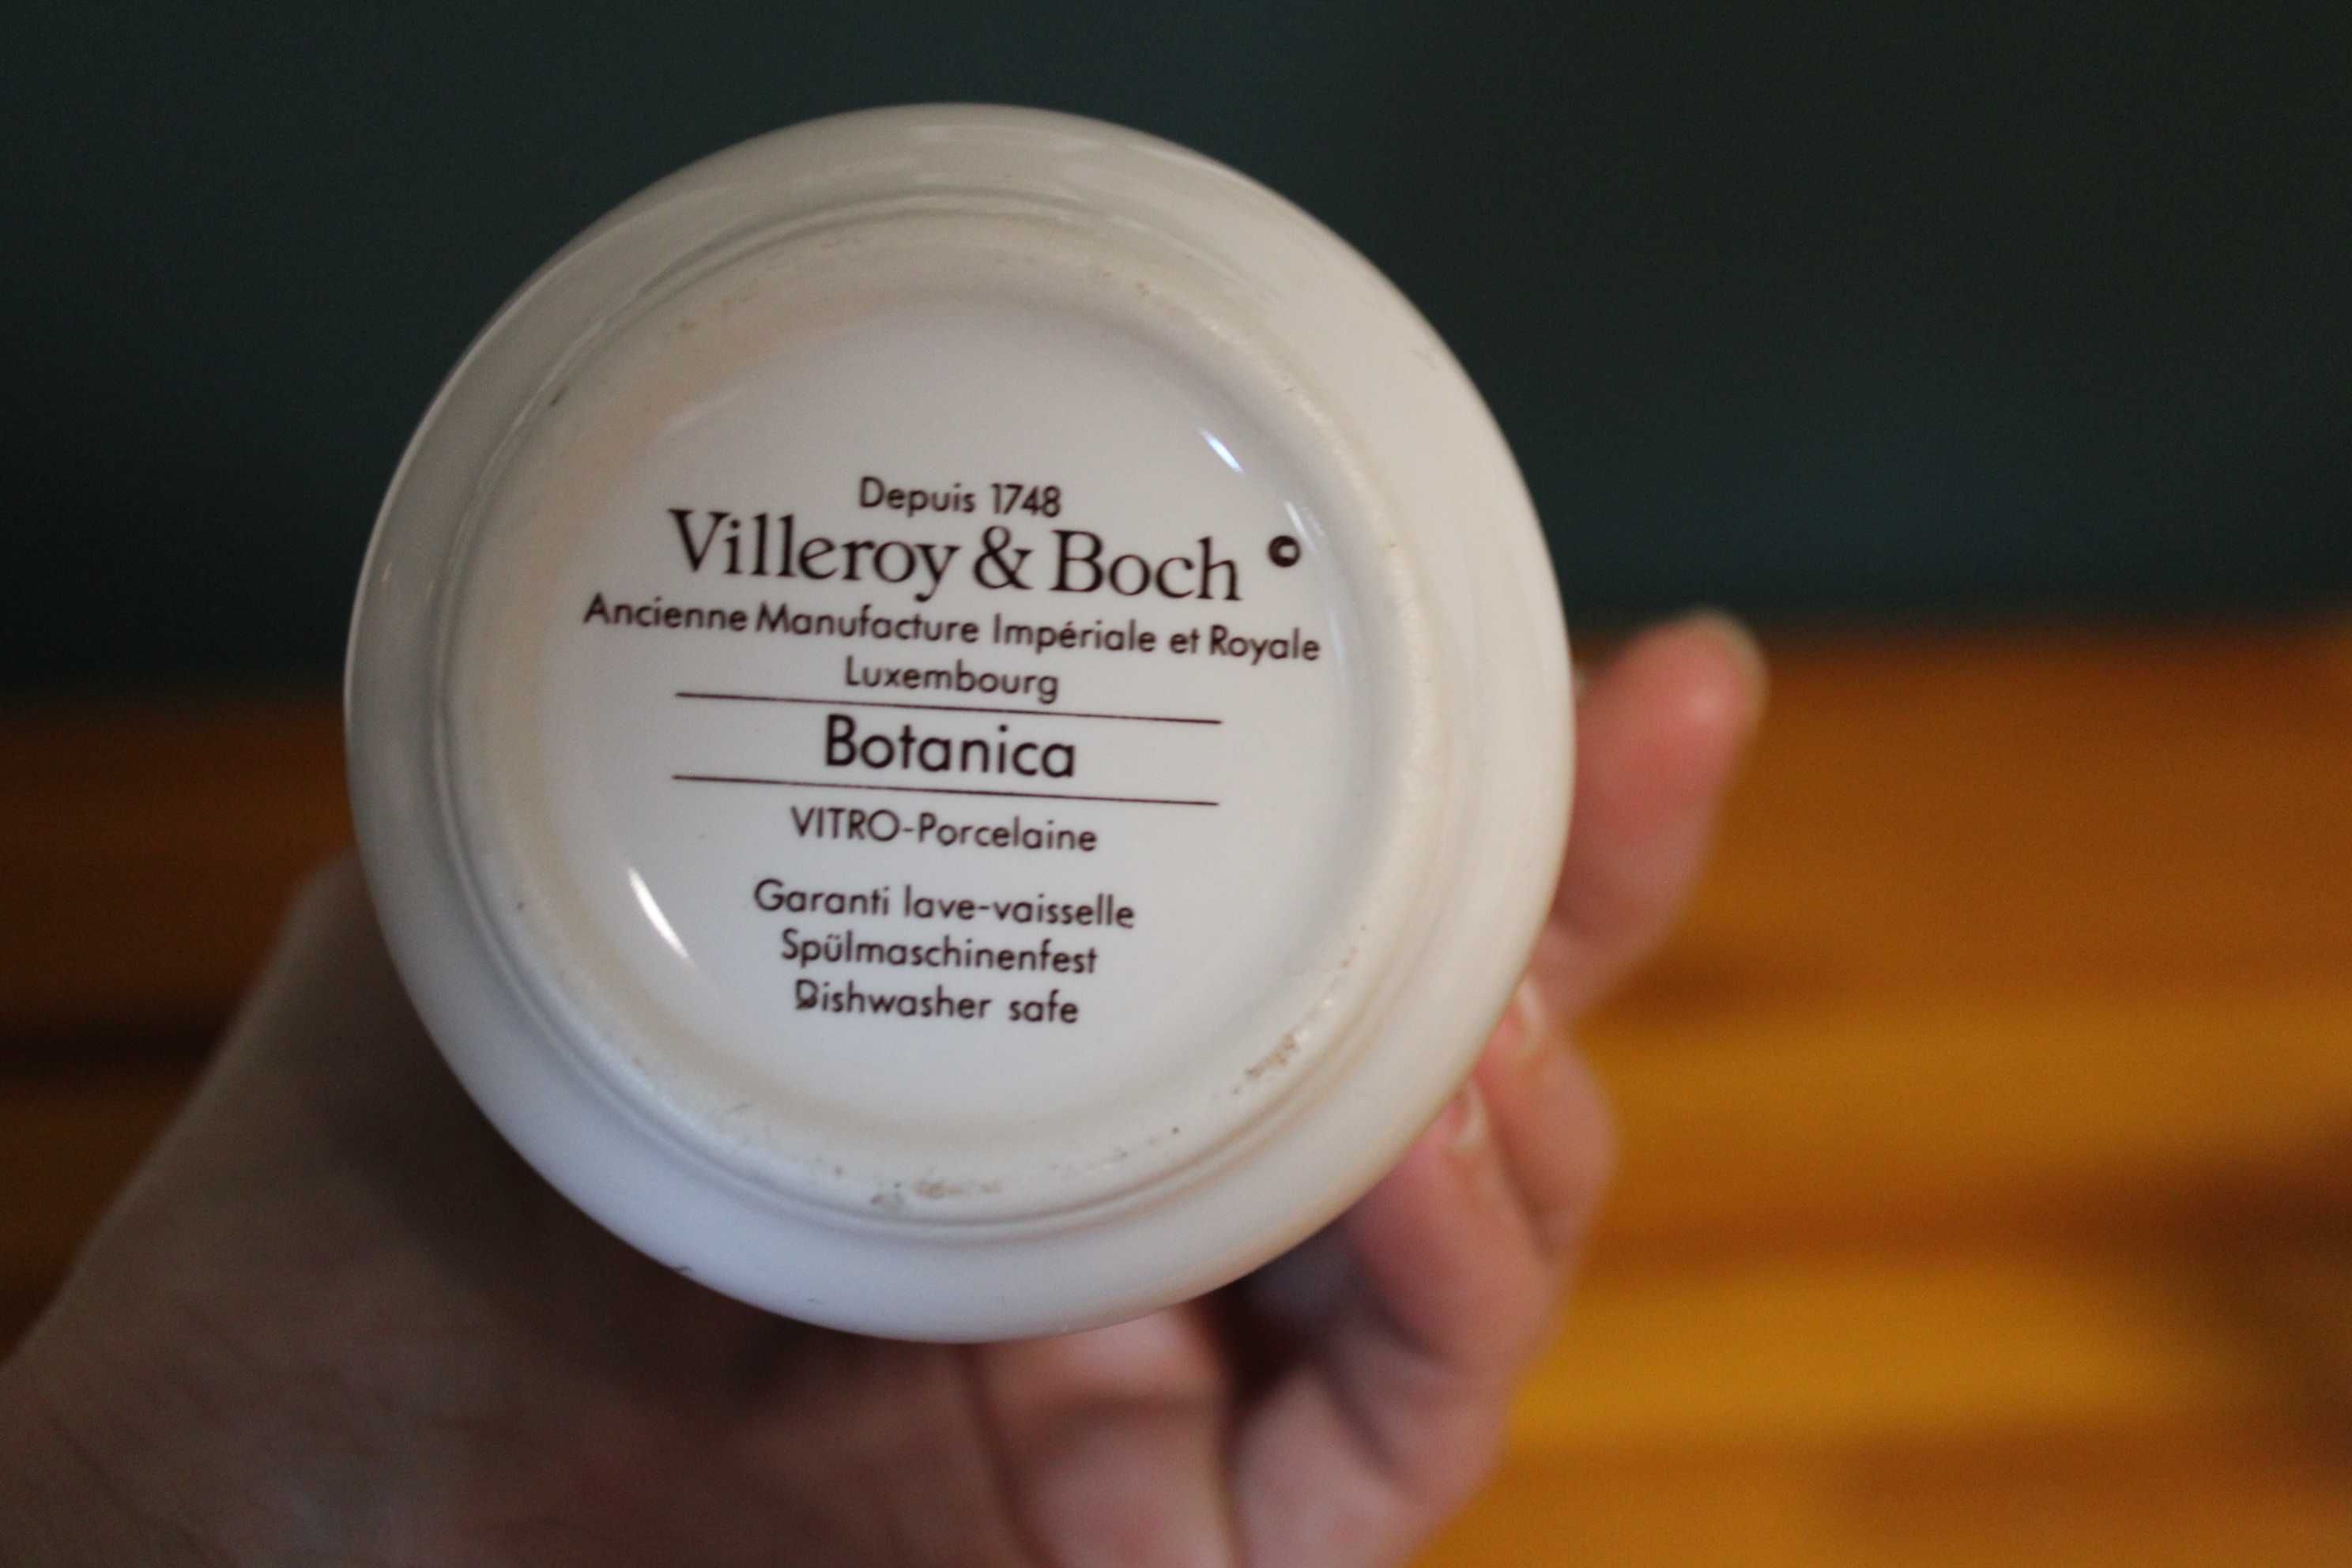 Depuis 1748
Villeroy & Boch ©
Ancienne Manufacture Impériale et Royale
Luxembourg
Botanica
VITRO-Porcelaine
Garanti lave-vaisselle
Spülmaschinenfest
Dishwasher safe